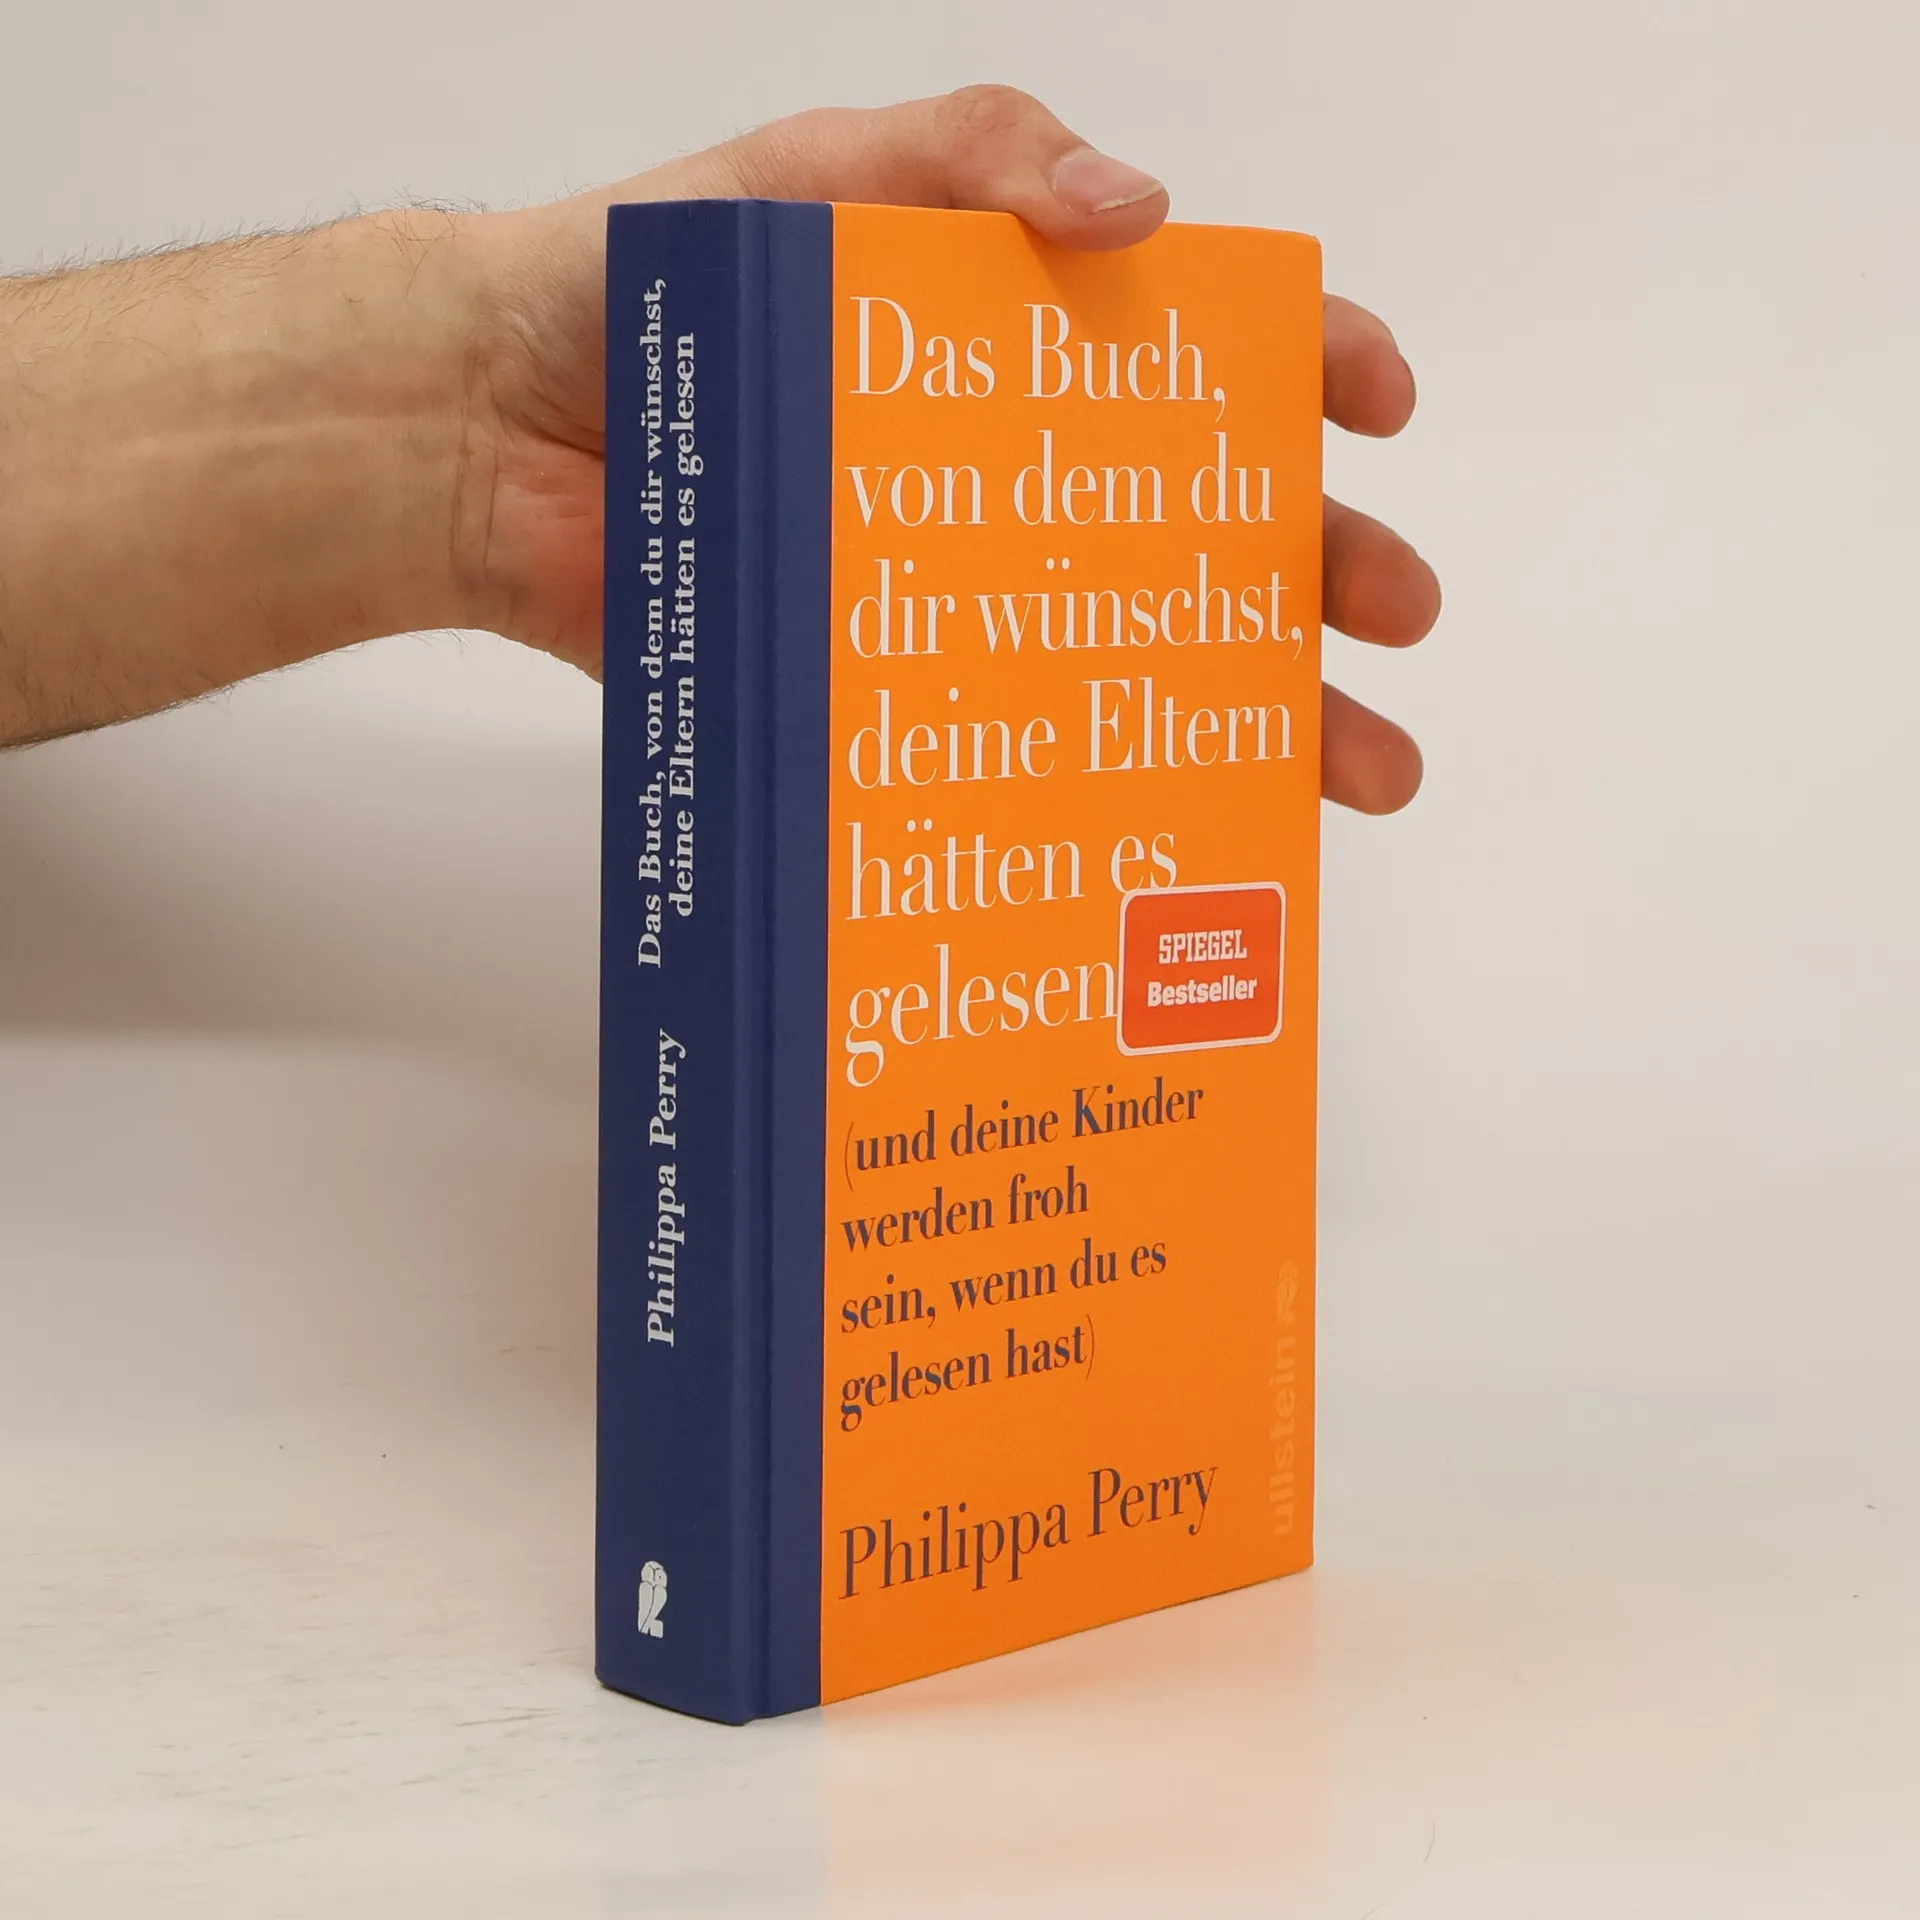 Das Buch, von dem du dir wünschst,
deine Eltern hätten es gelesen
Philippa Perry
Das Buch,
von dem du
dir wünschst,
deine Eltern
hätten es
gelesen
SPIEGEL
Bestseller
(und deine Kinder
werden froh
sein, wenn du es
gelesen hast)
Philippa Perry
ullstein